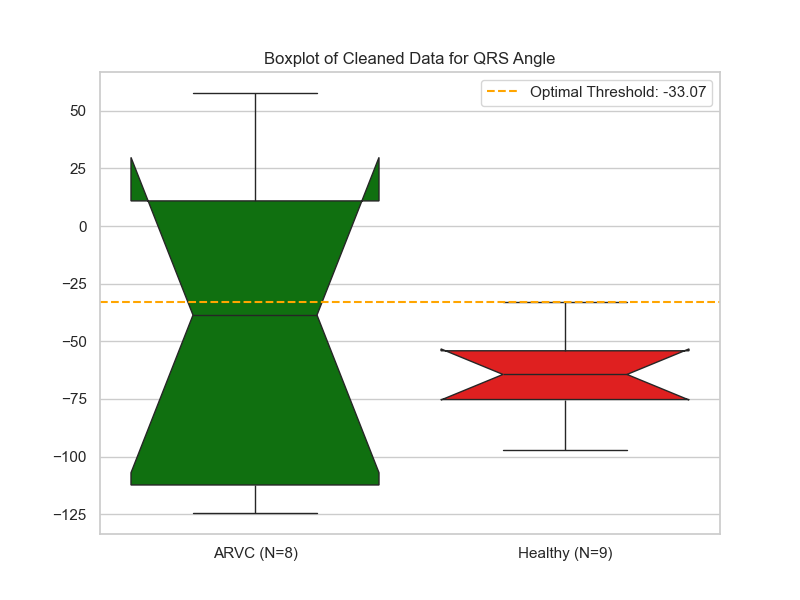 Boxplot of Cleaned Data for QRS Angle
Optimal Threshold: -33.07
50
25
0
−25
−50
−75
−100
−125
ARVC (N=8)
Healthy (N=9)